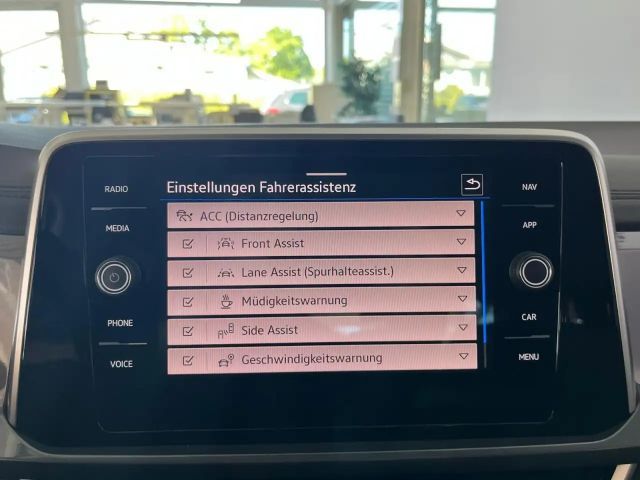 Einstellungen Fahrerassistenz
RADIO
MEDIA
PHONE
VOICE
ACC (Distanzregelung)
Front Assist
Lane Assist (Spurhalteassist.)
Müdigkeitswarnung
Side Assist
Geschwindigkeitswarnung
NAV
APP
CAR
MENU